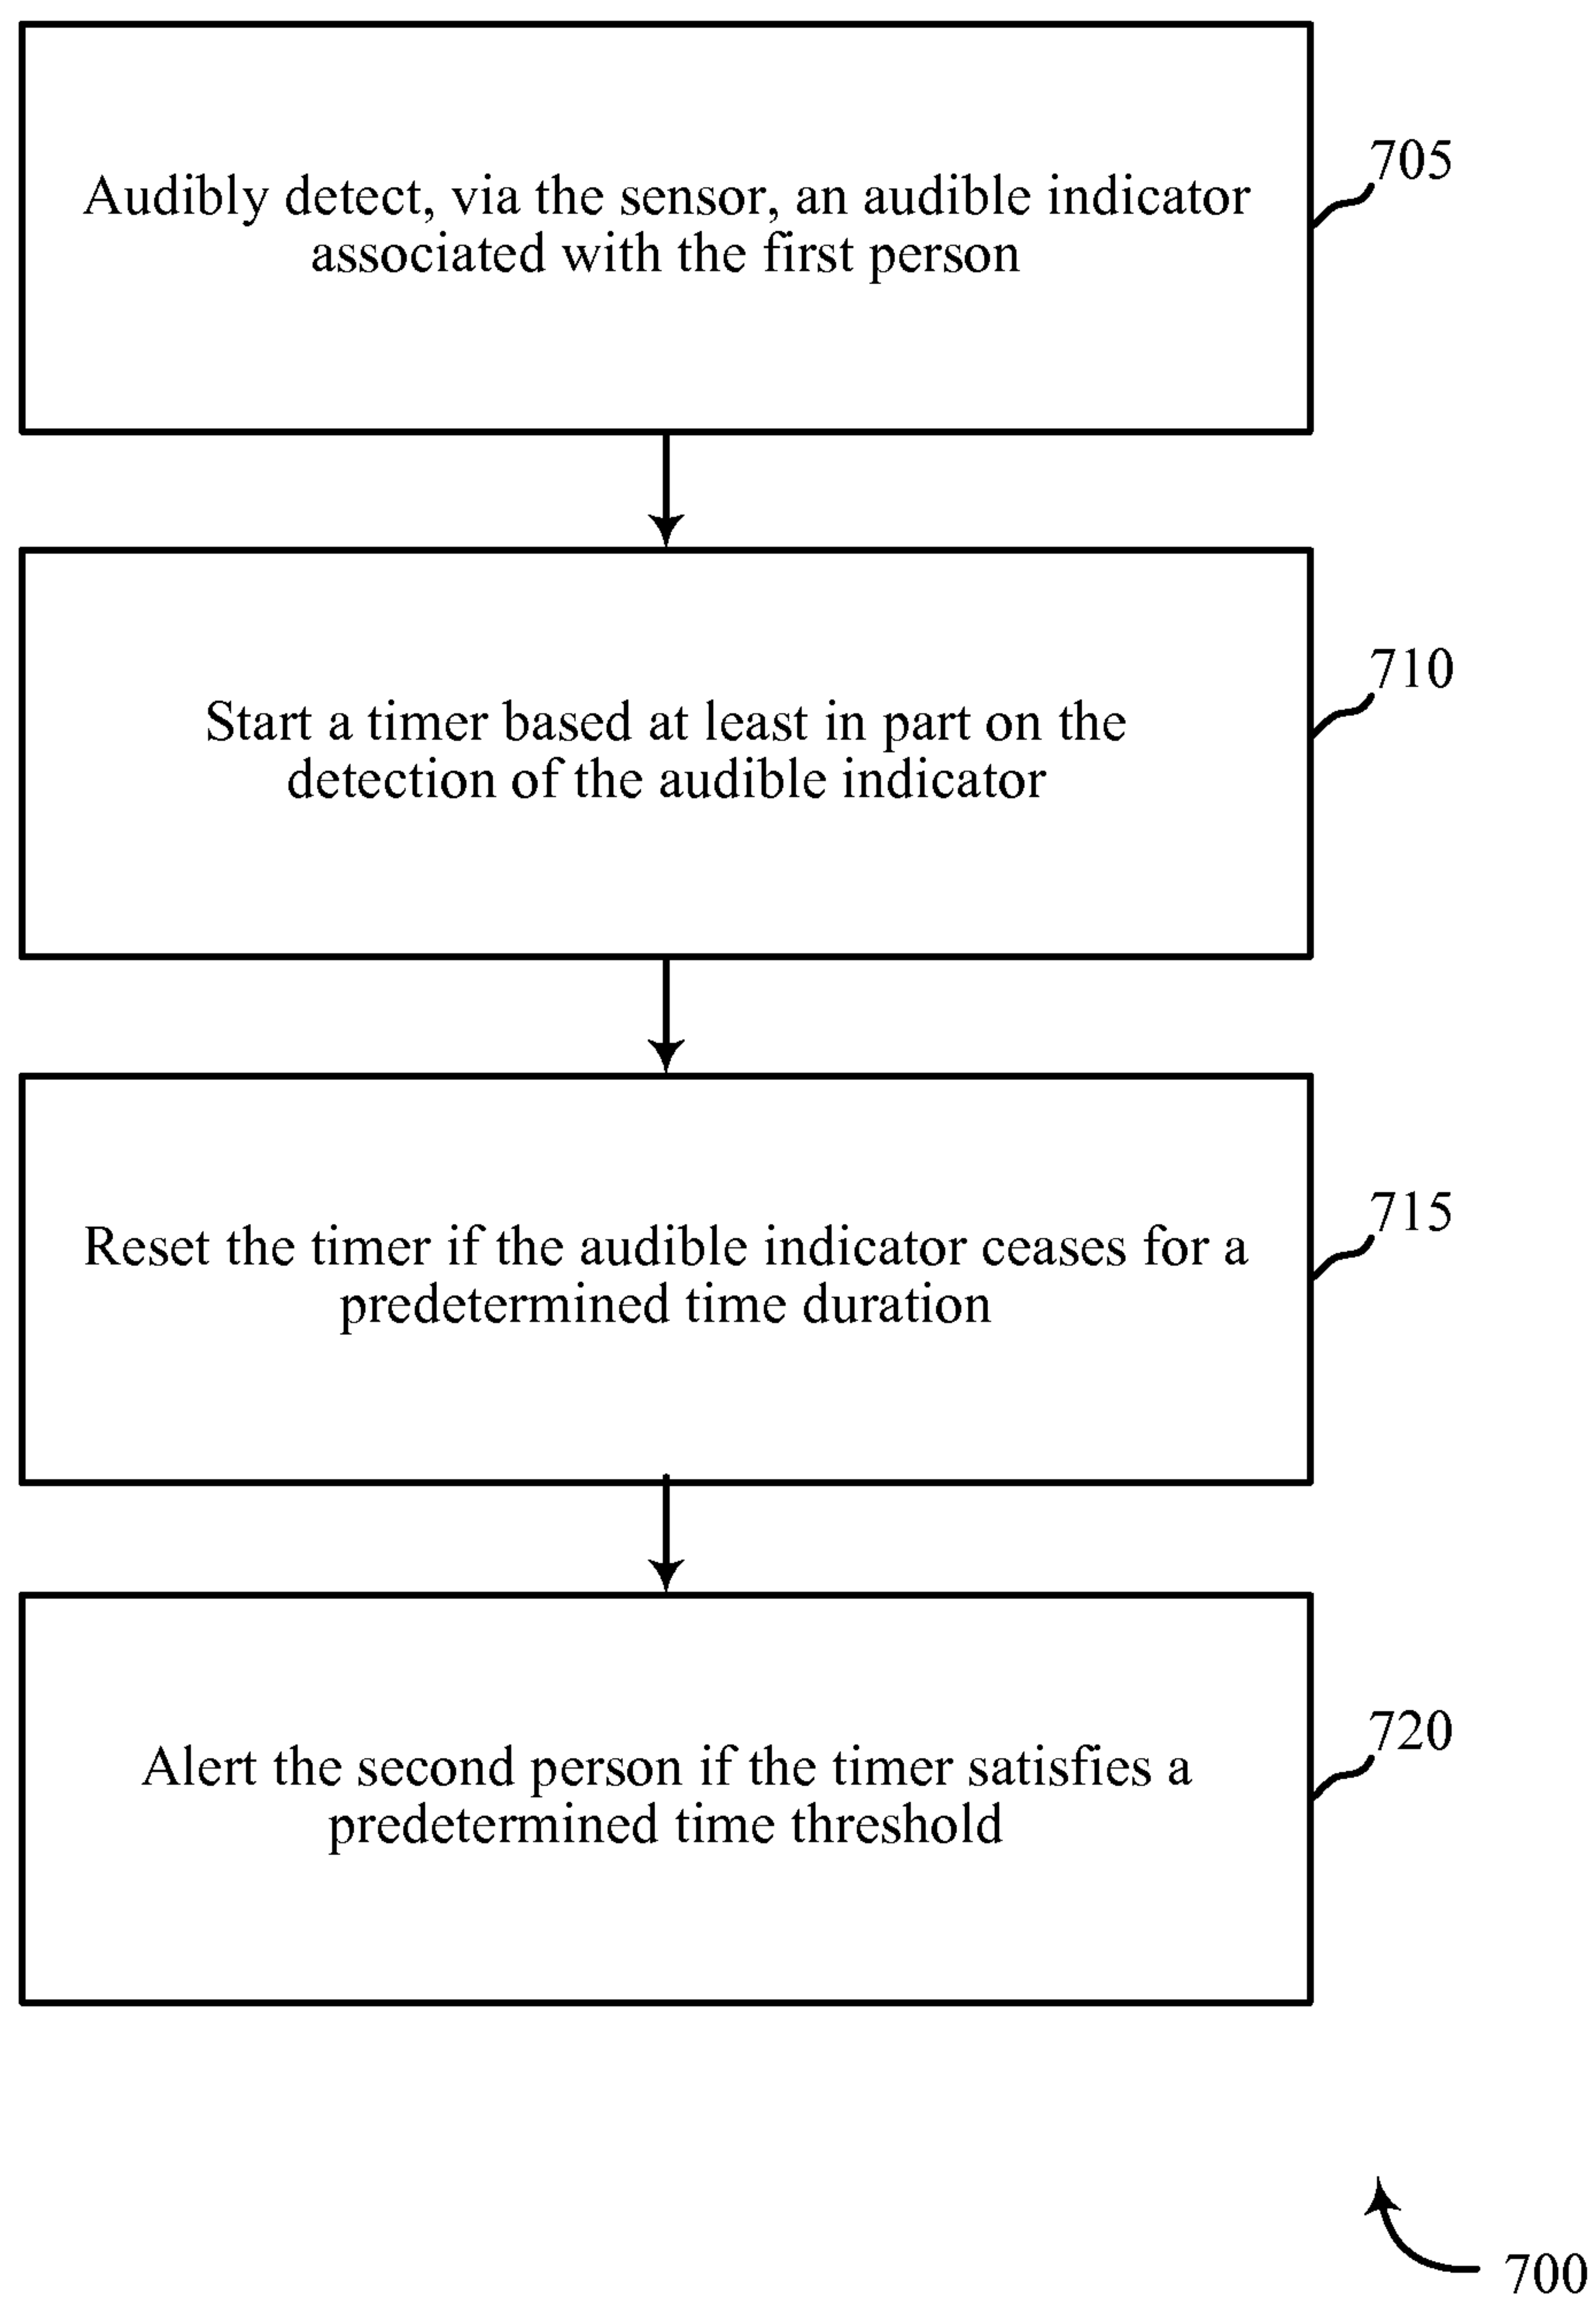 Audibly detect, via the sensor, an audible indicator
associated with the first person
705
Start a timer based at least in part on the
detection of the audible indicator
710
Reset the timer if the audible indicator ceases for a
predetermined time duration
715
Alert the second person if the timer satisfies a
predetermined time threshold
720
700